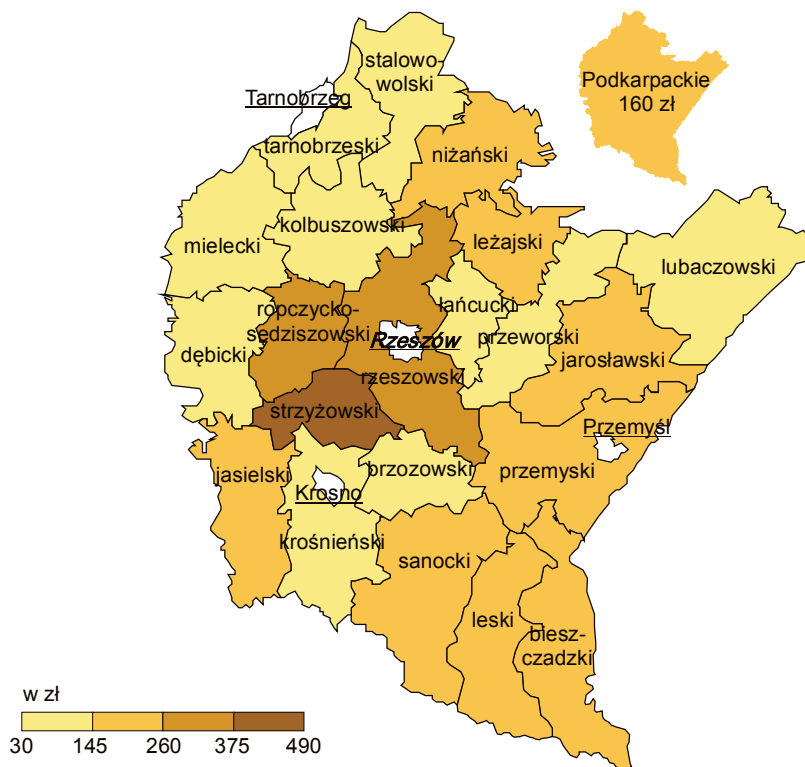 stalowo-
wolski
Podkarpackie
160 zł
Tarnobrzeg
tarnobrzeski
niżański
kolbuszowski
leżajski
mielecki
lubaczowski
łańcucki
ropczycko-
sędziszowski
Rzeszów
przeworski
dębicki
jarosławski
rzeszowski
strzyżowski
Przemyśl
jasielski
brzozowski
przemyski
Krosno
krośnieński
sanocki
leski
biesz-
czadzki
w zł
30 145 260 375 490